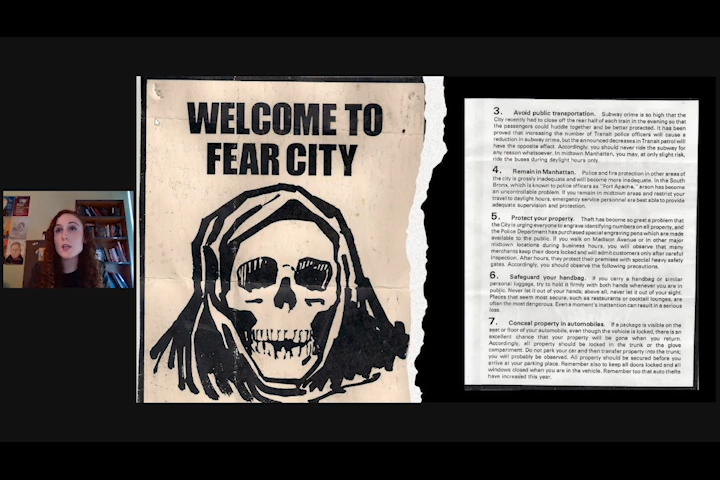 WELCOME TO
FEAR CITY
3. Avoid public transportation. Subway crime is so high that the
City recently had to close off the rear half of each train in the evening so that
the passengers could huddle together and be better protected. It has been
proved that increasing the number of Transit police officers will cause a
reduction in subway crime, but the announced decreases in Transit patrol will
have the opposite effect. Accordingly, you should never ride the subway for
any reason whatsoever. In midtown Manhattan, you may, at only slight risk,
ride the buses during daylight hours only.
4. Remain in Manhattan. Police and fire protection in other areas of
the city is grossly inadequate and will become more inadequate. In the South
Bronx, which is known to police officers as "Fort Apache," arson has become
an uncontrollable problem. If you remain in midtown areas and restrict your
travel to daylight hours, emergency service personnel are best able to provide
adequate supervision and protection.
5. Protect your property. Theft has become so great a problem that
the City is urging everyone to engrave identifying numbers on all property, and
the Police Department has purchased special engraving pens which are made
available to the public. If you walk on Madison Avenue or in other major
midtown locations during business hours, you will observe that many
merchants keep their doors locked and will admit customers only after careful
inspection. After hours, they protect their premises with special heavy safety
gates. Accordingly, you should observe the following precautions.
6. Safeguard your handbag. If you carry a handbag or similar
personal luggage, try to hold it firmly with both hands whenever you are in
public. Never let it out of your hands; above all, never let it out of your sight.
Places that seem most secure, such as restaurants or cocktail lounges, are
often the most dangerous. Even a moment's inattention can result in a serious
loss.
7. Conceal property in automobiles. If a package is visible on the
seat or floor of your automobile, even though the vehicle is locked, there is an
excellent chance that your property will be gone when you return.
Accordingly, all property should be locked in the trunk or the glove
compartment. Do not park your car and then transfer property into the trunk;
you will probably be observed. All property should be secured before you
arrive at your parking place. Remember also to keep all doors locked and all
windows closed when you are in the vehicle. Remember too that auto thefts
have increased this year.